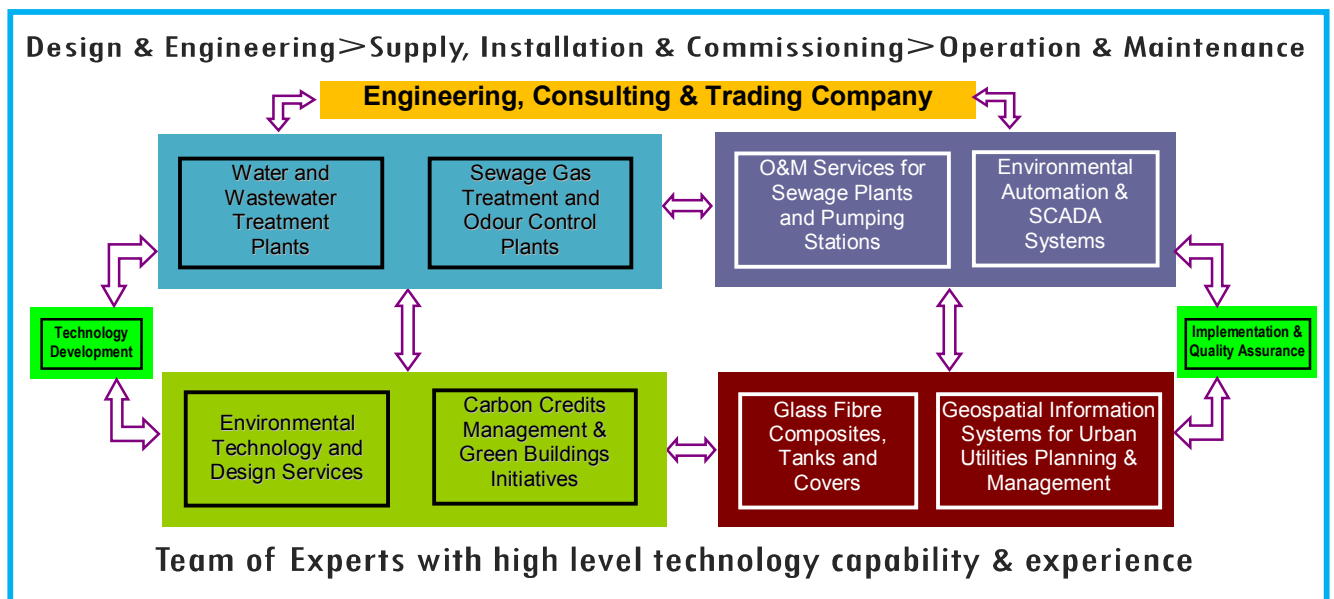 Design & Engineering>Supply, Installation & Commissioning>Operation & Maintenance
Engineering, Consulting & Trading Company
Water and
Wastewater
Treatment
Plants
Sewage Gas
Treatment and
Odour Control
Plants
O&M Services for
Sewage Plants
and Pumping
Stations
Environmental
Automation &
SCADA
Systems
Technology
Development
Implementation &
Quality Assurance
Environmental
Technology and
Design Services
Carbon Credits
Management &
Green Buildings
Initiatives
Glass Fibre
Composites,
Tanks and
Covers
Geospatial Information
Systems for Urban
Utilities Planning &
Management
Team of Experts with high level technology capability & experience